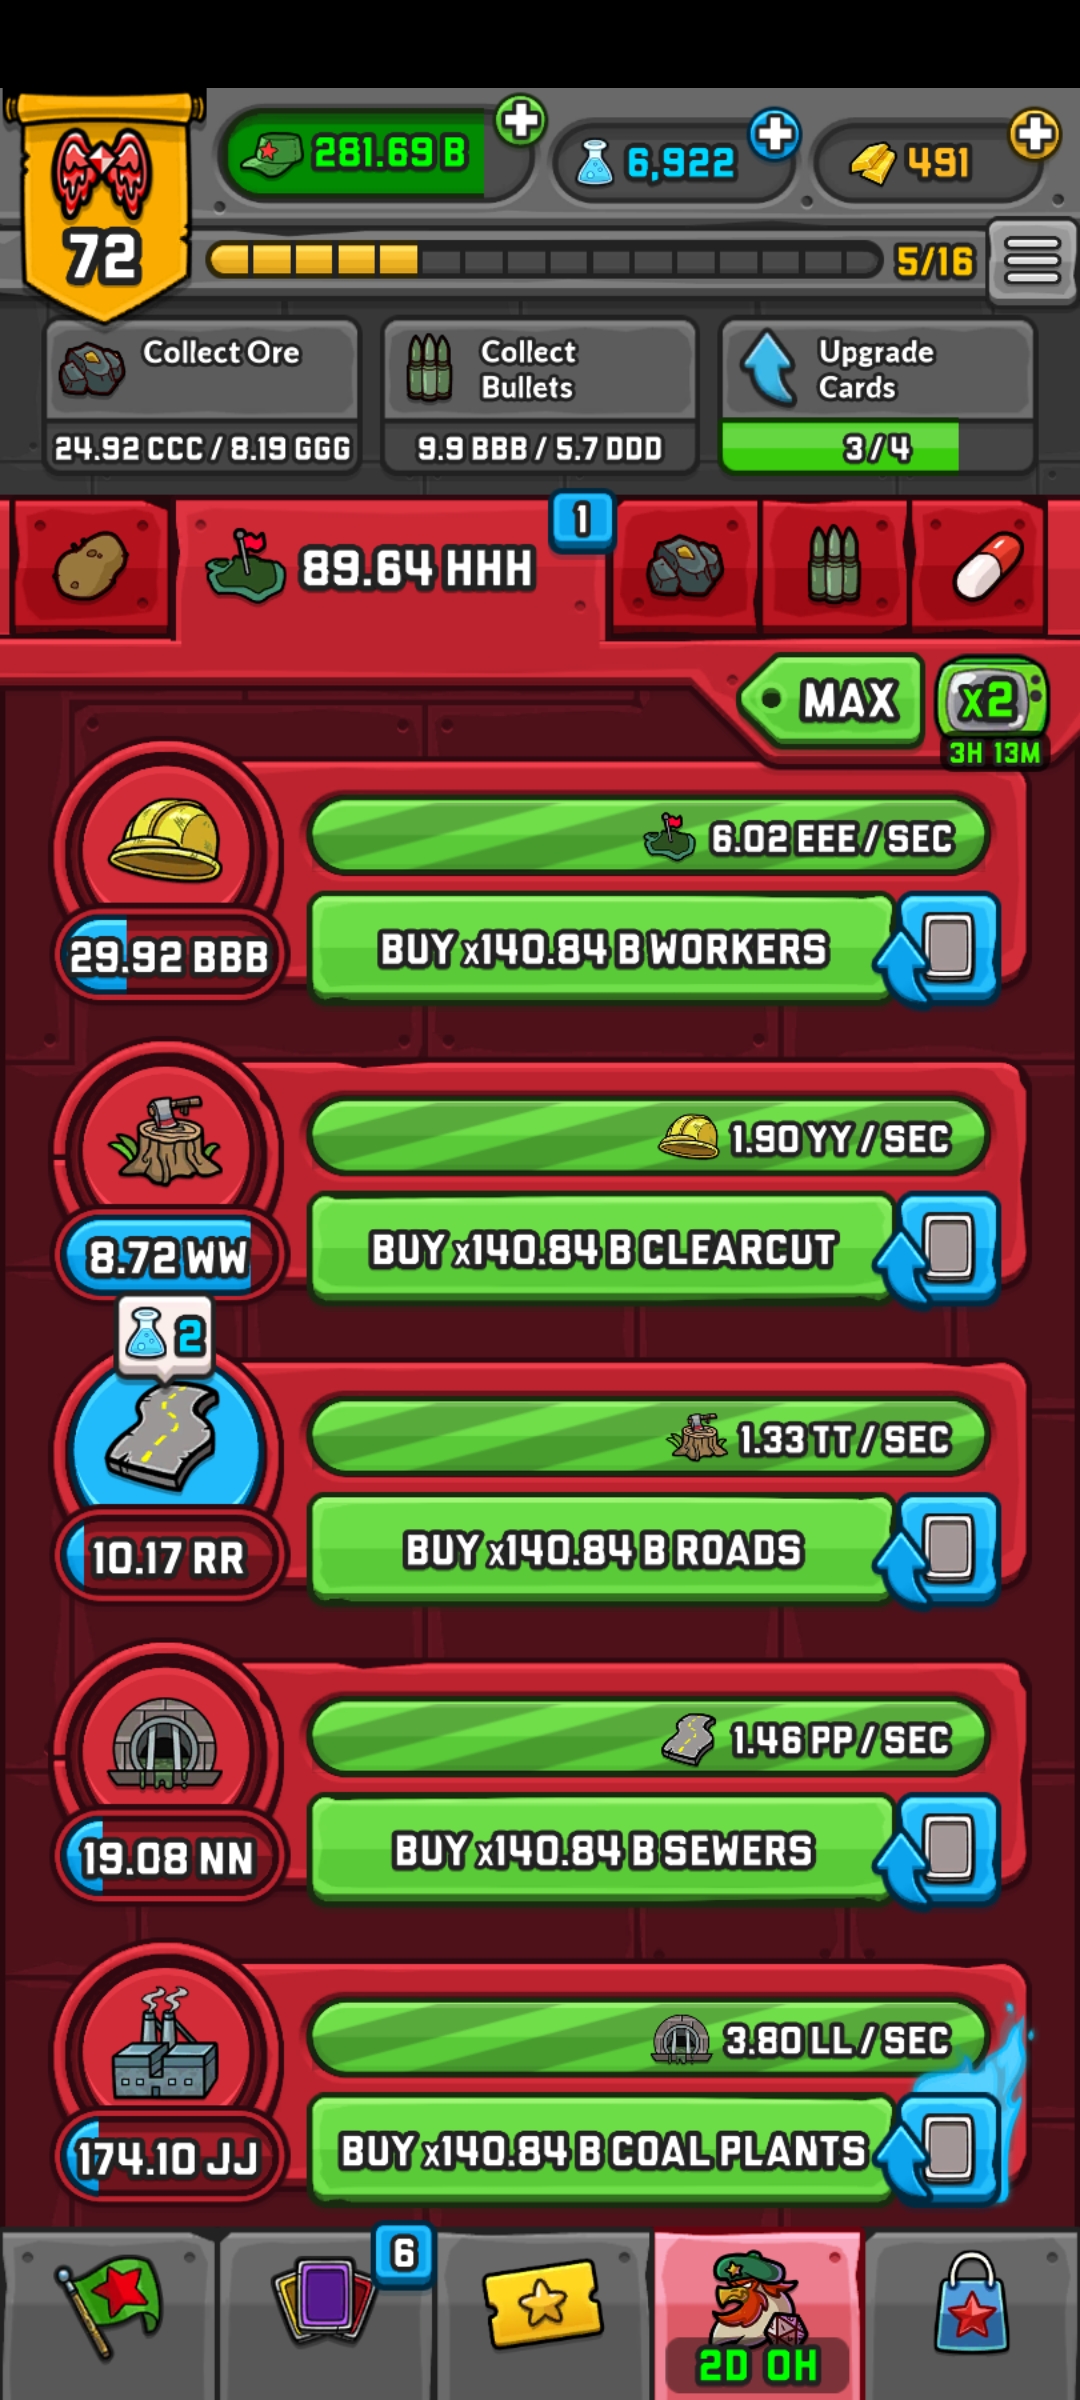 281.69 B
6,922
491
72
5/16
Collect Ore
24.92 CCC / 8.19 GGG
Collect
Bullets
9.9 BBB / 5.7 DDD
Upgrade
Cards
3/4
89.64 HHH
1
MAX
x2
3H 13M
6.02 EEE / SEC
29.92 BBB
BUY x140.84 B WORKERS
1.90 YY / SEC
8.72 WW
BUY x140.84 B CLEARCUT
2
1.33 TT / SEC
10.17 RR
BUY x140.84 B ROADS
1.46 PP / SEC
19.08 NN
BUY x140.84 B SEWERS
3.80 LL / SEC
174.10 JJ
BUY x140.84 B COAL PLANTS
6
2D 0H